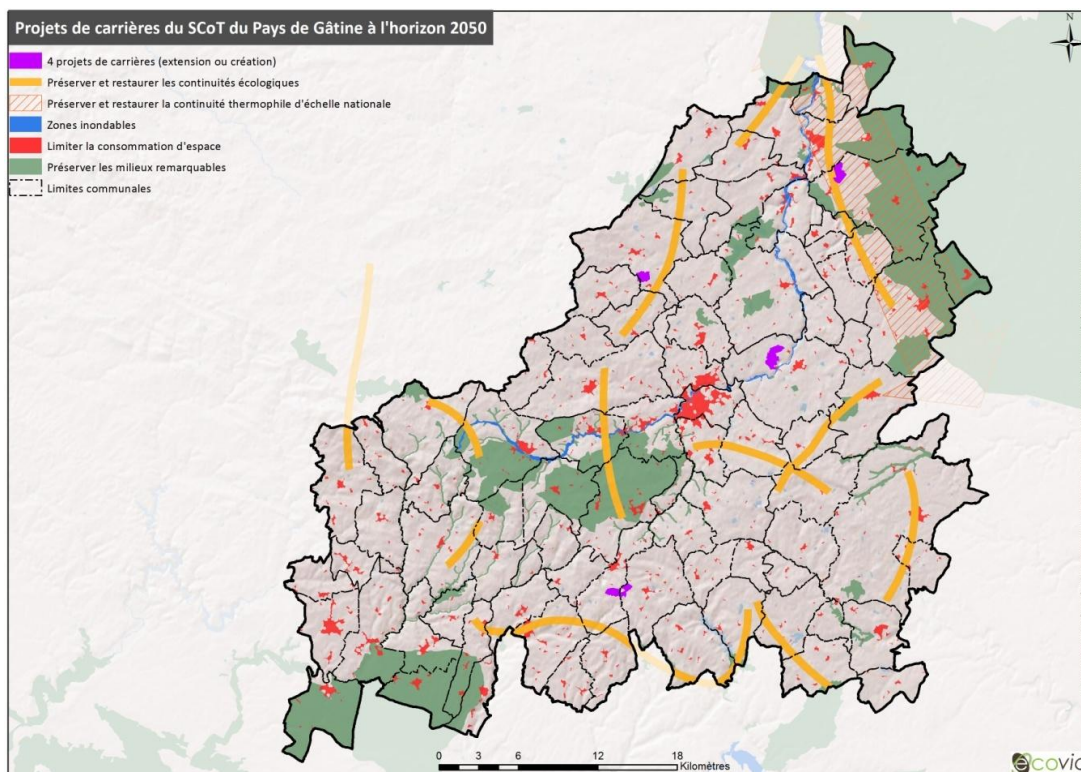 Projets de carrières du SCoT du Pays de Gâtine à l'horizon 2050
N
4 projets de carrières (extension ou création)
Préserver et restaurer les continuités écologiques
Préserver et restaurer la continuité thermophile d'échelle nationale
Zones inondables
Limiter la consommation d'espace
Préserver les milieux remarquables
Limites communales
0 3 6 12 18
Kilomètres
écovia